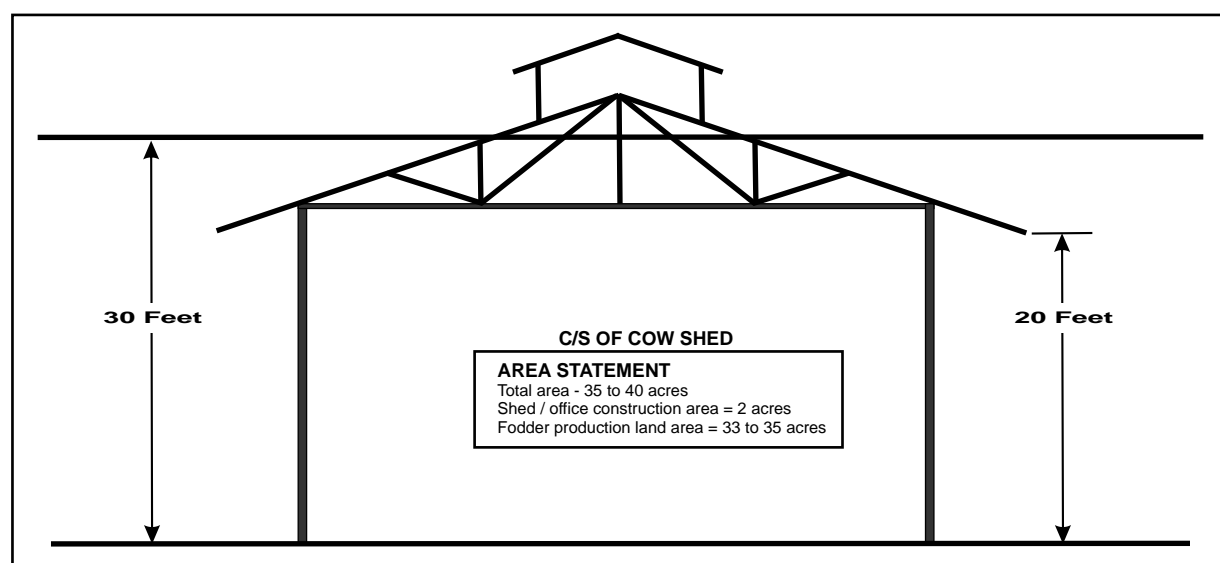 30 Feet
20 Feet
C/S OF COW SHED
AREA STATEMENT
Total area - 35 to 40 acres
Shed / office construction area = 2 acres
Fodder production land area = 33 to 35 acres